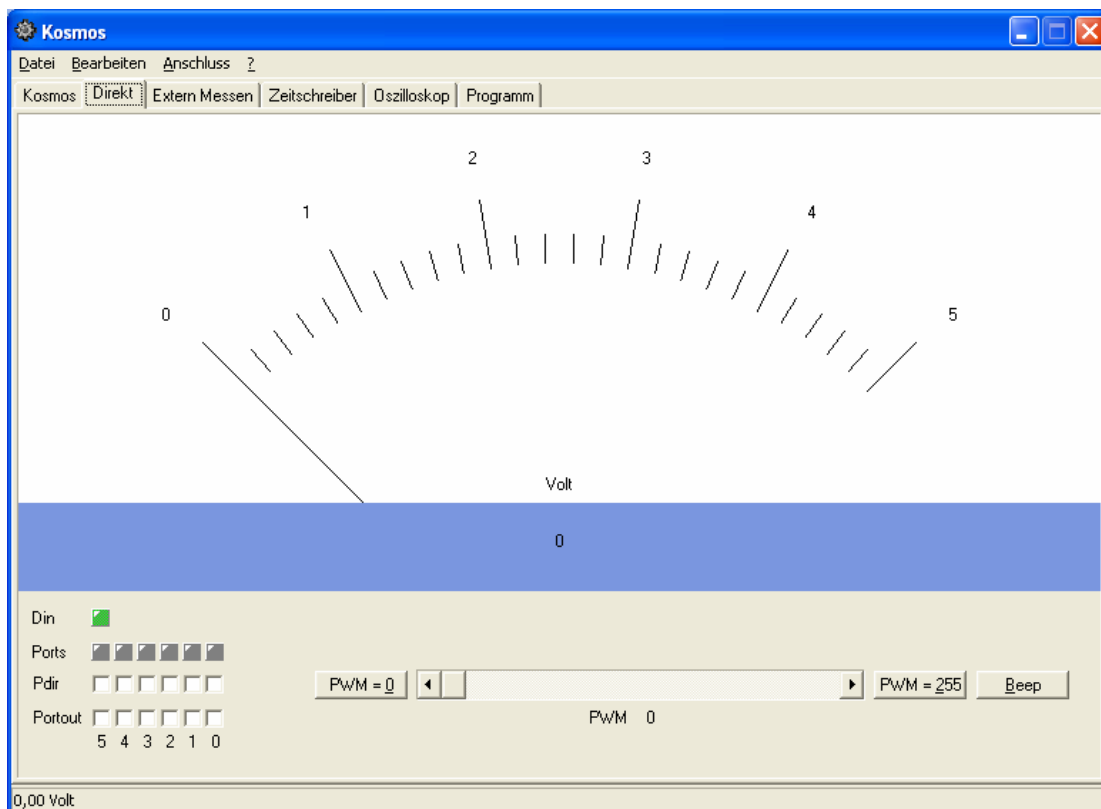 Kosmos
Datei Bearbeiten Anschluss ?
Kosmos Direkt Extern Messen Zeitschreiber Oszilloskop Programm
0 1 2 3 4 5
Volt
0
Din
Ports
Pdir
PWM = 0 PWM = 255 Beep
Portout PWM 0
5 4 3 2 1 0
0,00 Volt